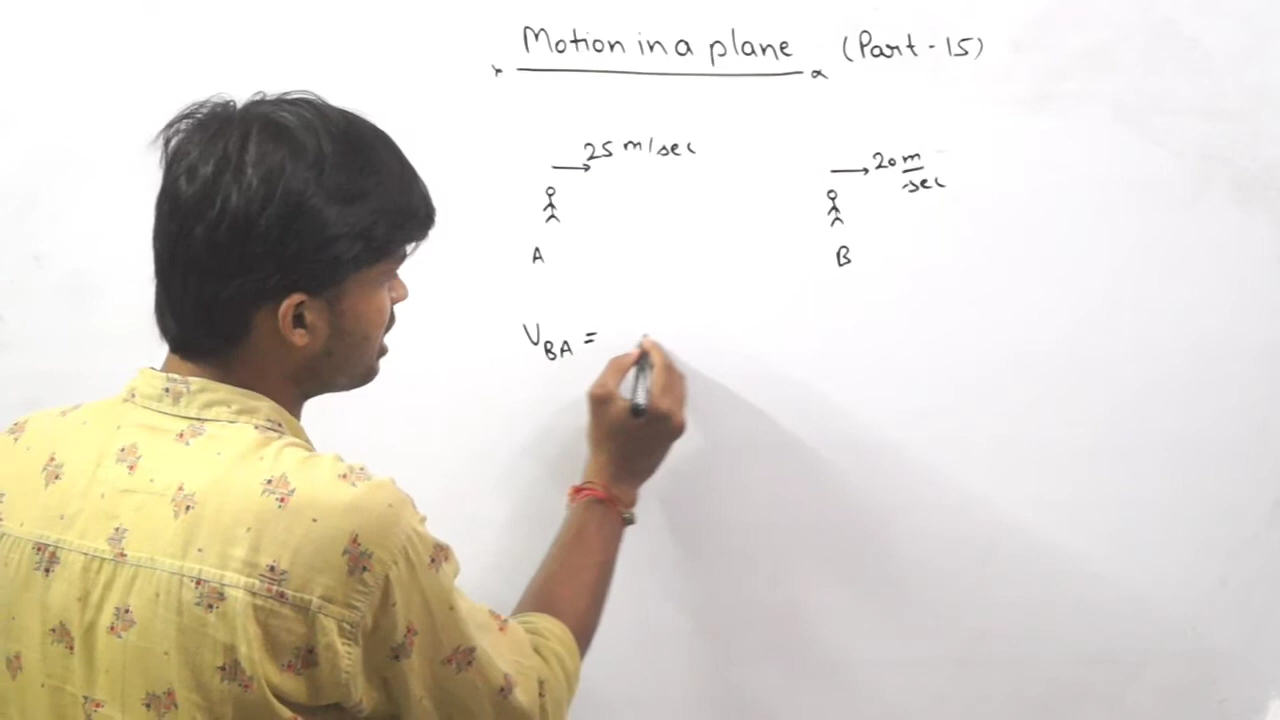 Motion in a plane (Part-15)
25 m/sec
20 m/sec
A
B
VBA =